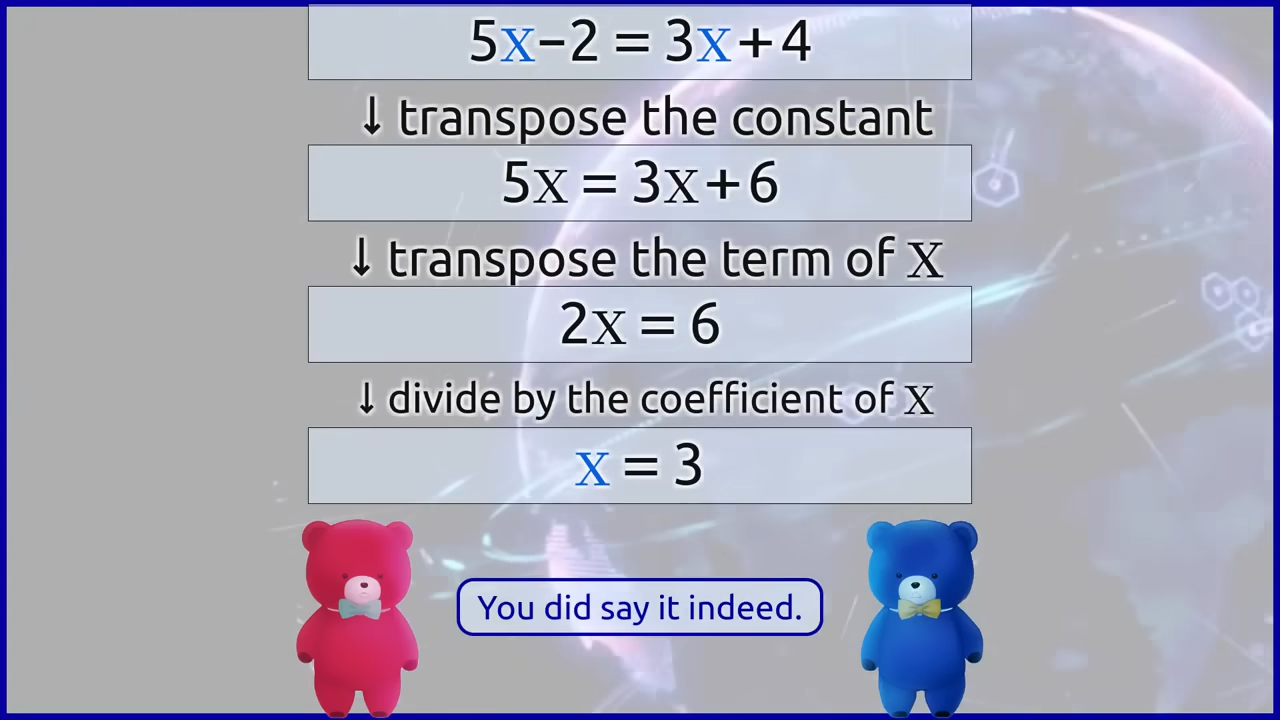 5x−2 = 3x+4
↓ transpose the constant
5x = 3x+6
↓ transpose the term of x
2x = 6
↓ divide by the coefficient of x
x = 3
You did say it indeed.